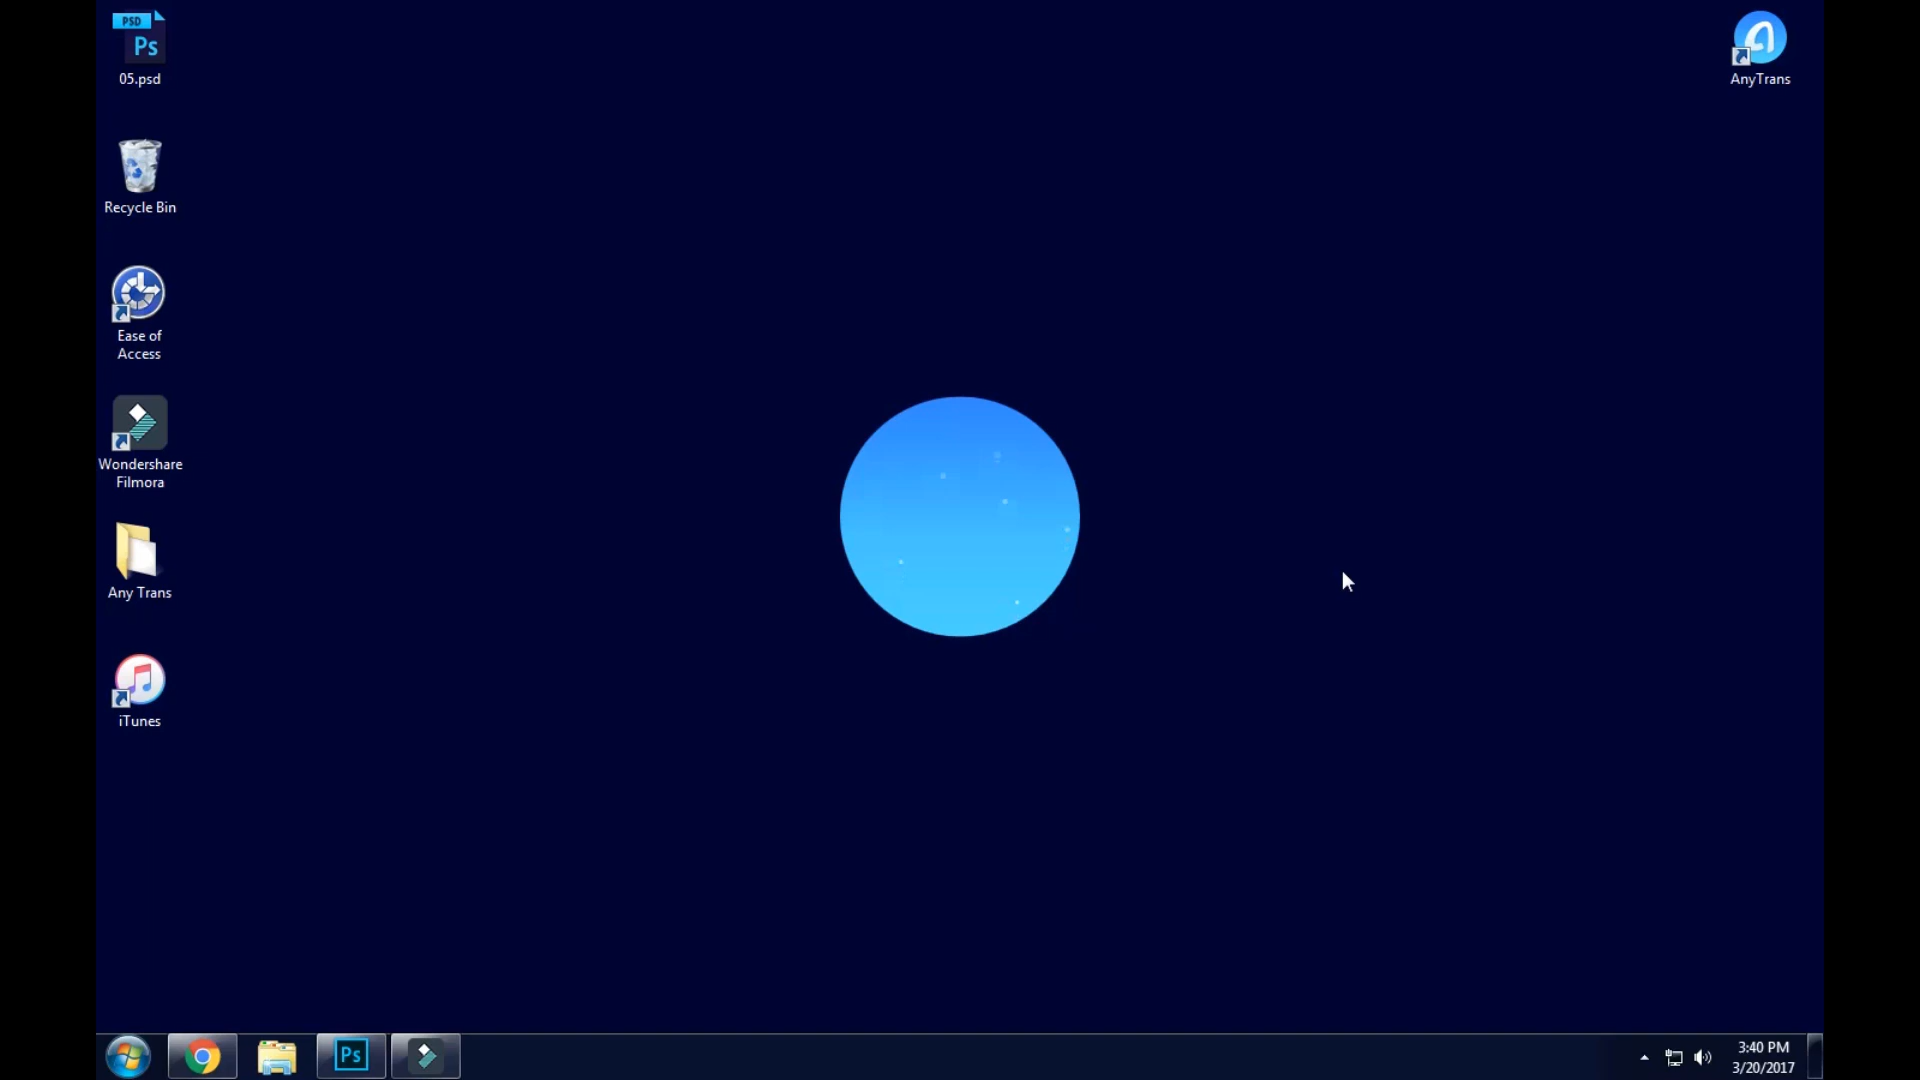 PSD
Ps
05.psd
AnyTrans
Recycle Bin
Ease of
Access
Wondershare
Filmora
Any Trans
iTunes
Ps
3:40 PM
3/20/2017